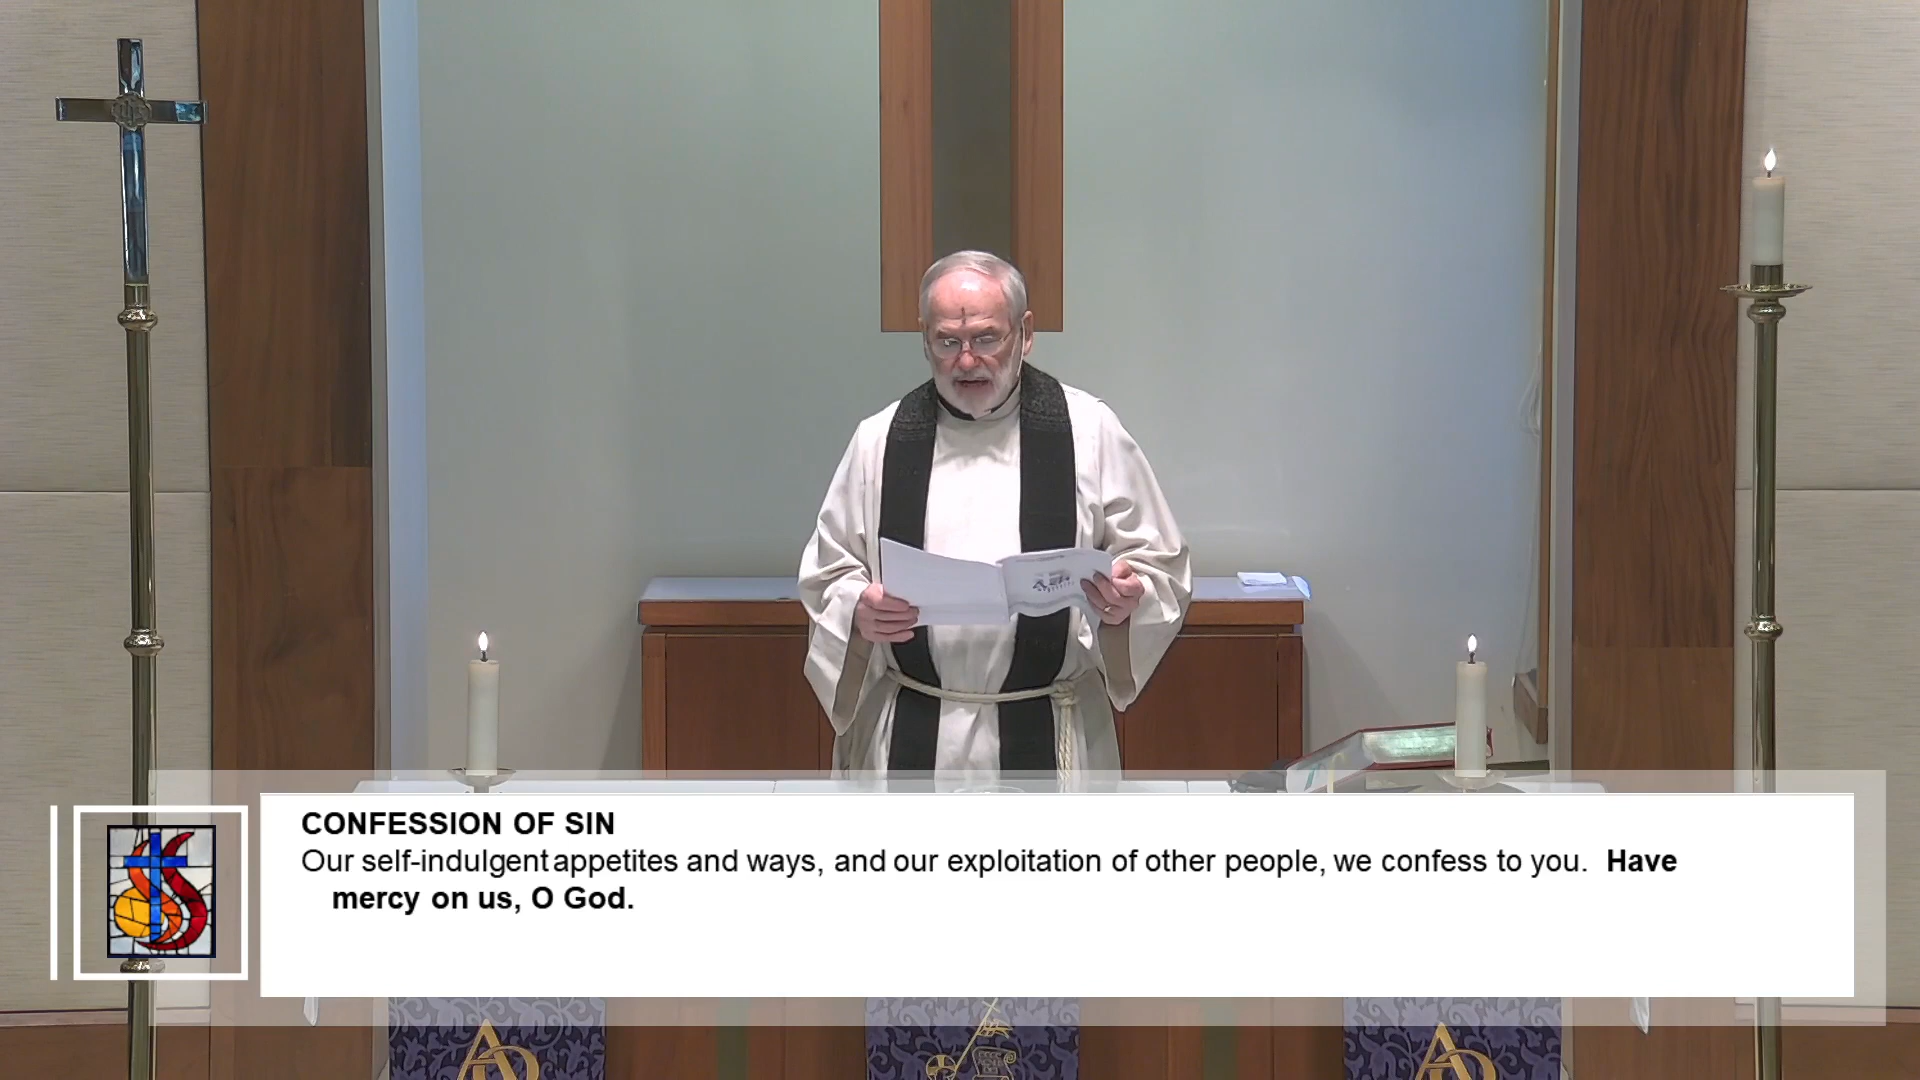 CONFESSION OF SIN
Our self-indulgent appetites and ways, and our exploitation of other people, we confess to you. Have
mercy on us, O God.